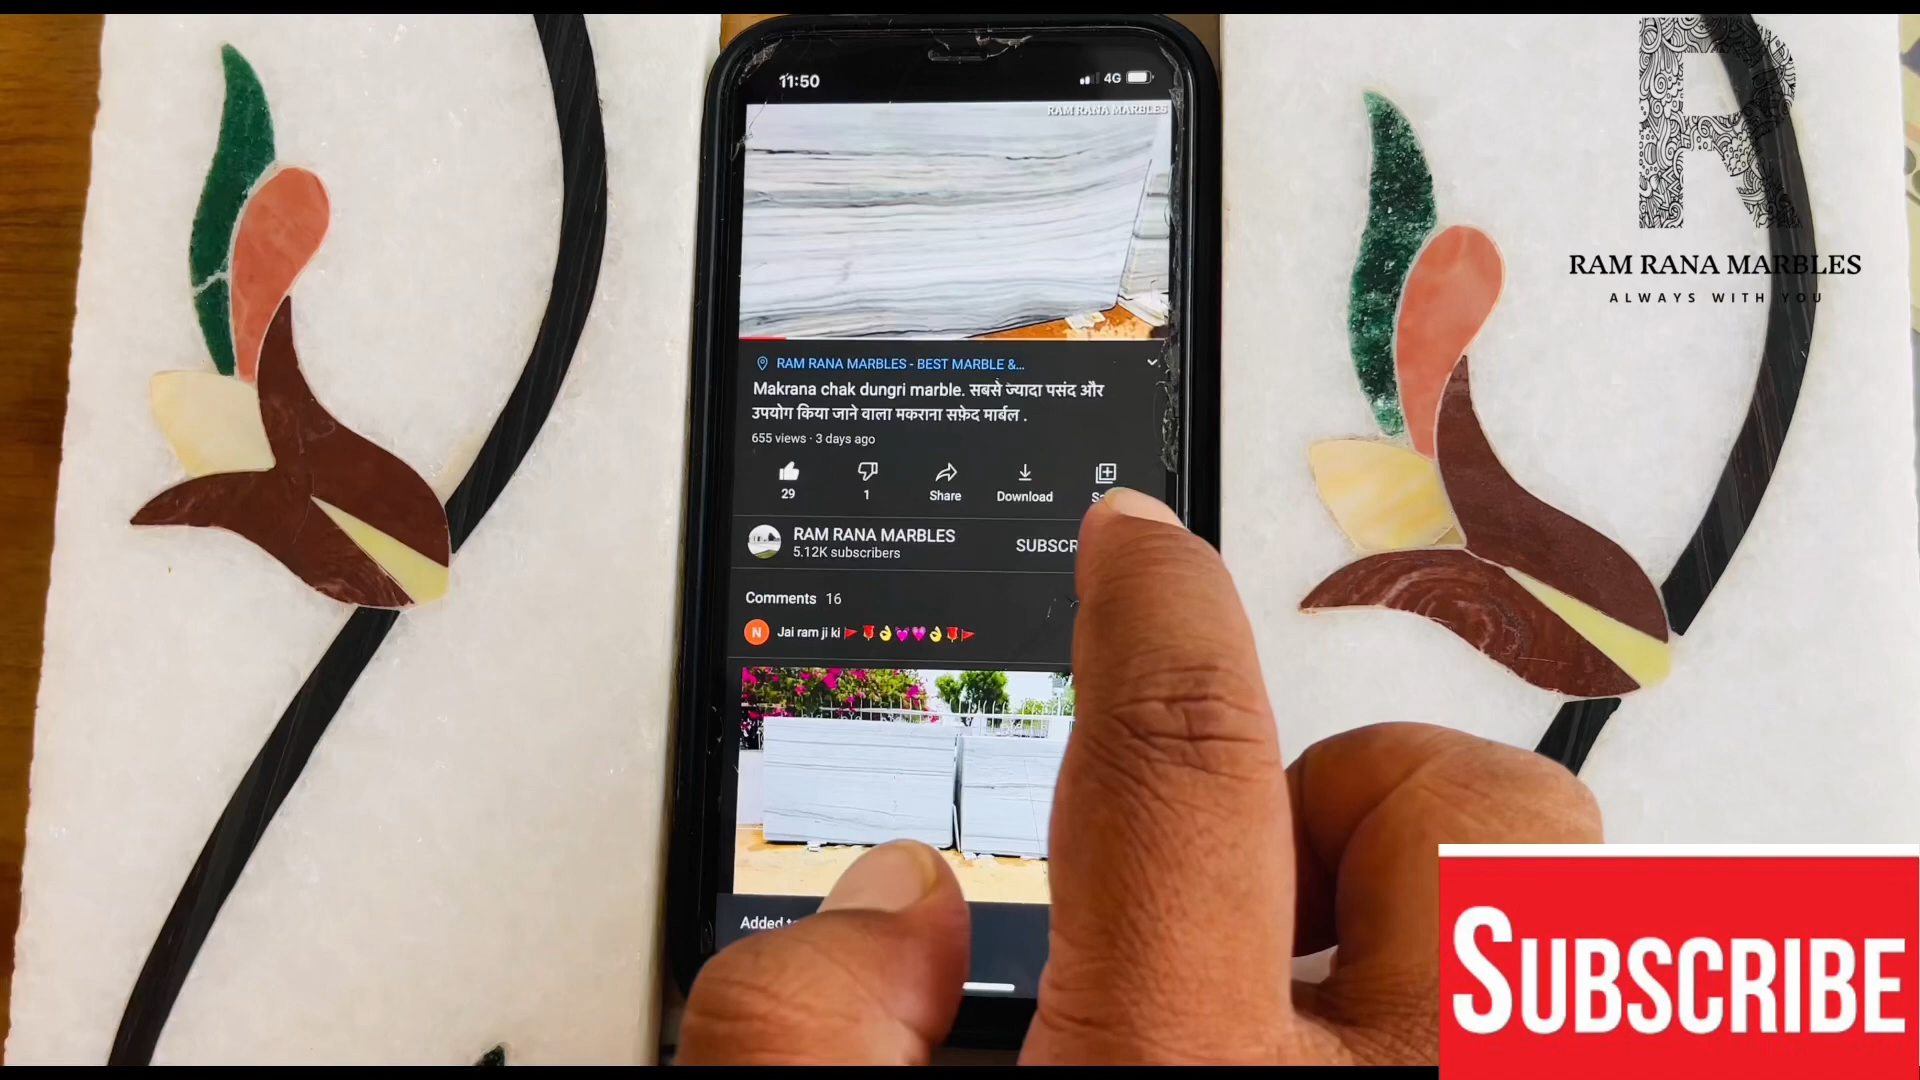 11:50
4G
RAM RANA MARBLES
RAM RANA MARBLES - BEST MARBLE &...
Makrana chak dungri marble. सबसे ज्यादा पसंद और
उपयोग किया जाने वाला मकराना सफ़ेद मार्बल .
655 views · 3 days ago
29
1
Share
Download
RAM RANA MARBLES
5.12K subscribers
SUBSCR
Comments 16
N
Jai ram ji ki 🚩🌹👌💓💗👌🌹🚩
Added
R
RAM RANA MARBLES
ALWAYS WITH YOU
SUBSCRIBE